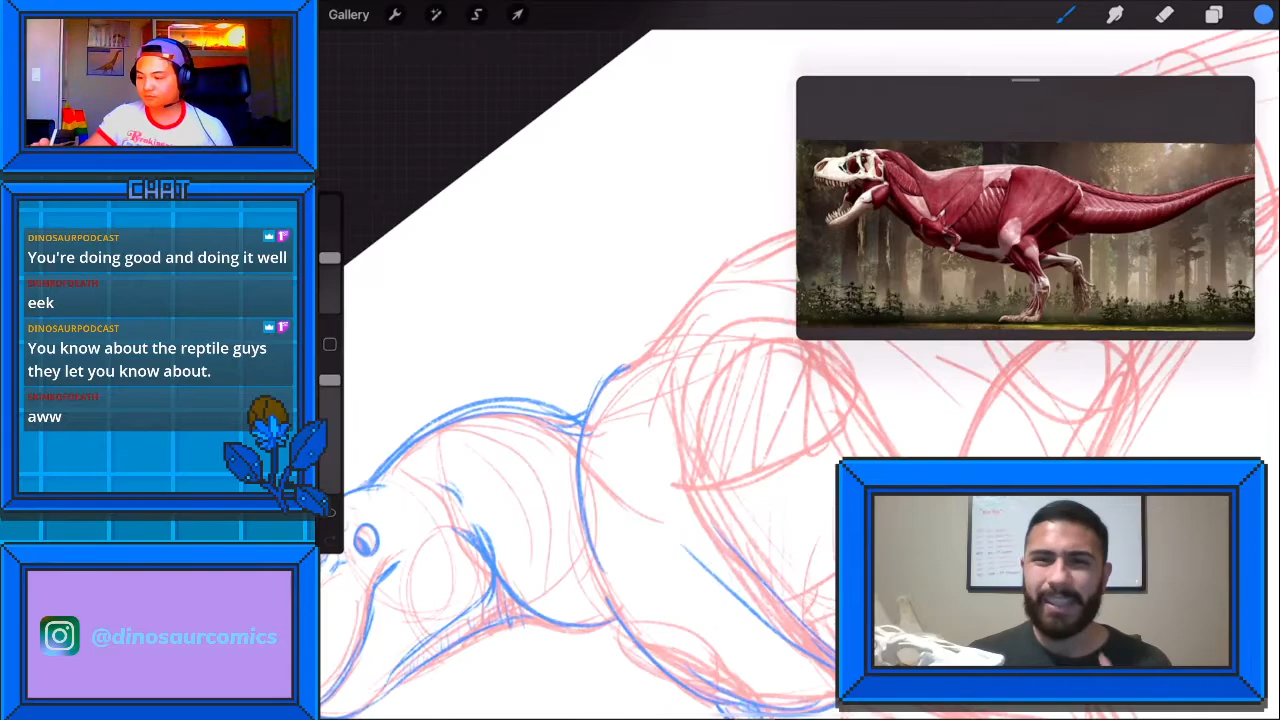 Gallery
CHAT
DINOSAURPODCAST
You're doing good and doing it well
eek
DINOSAURPODCAST
You know about the reptile guys
they let you know about.
aww
@dinosaurcomics